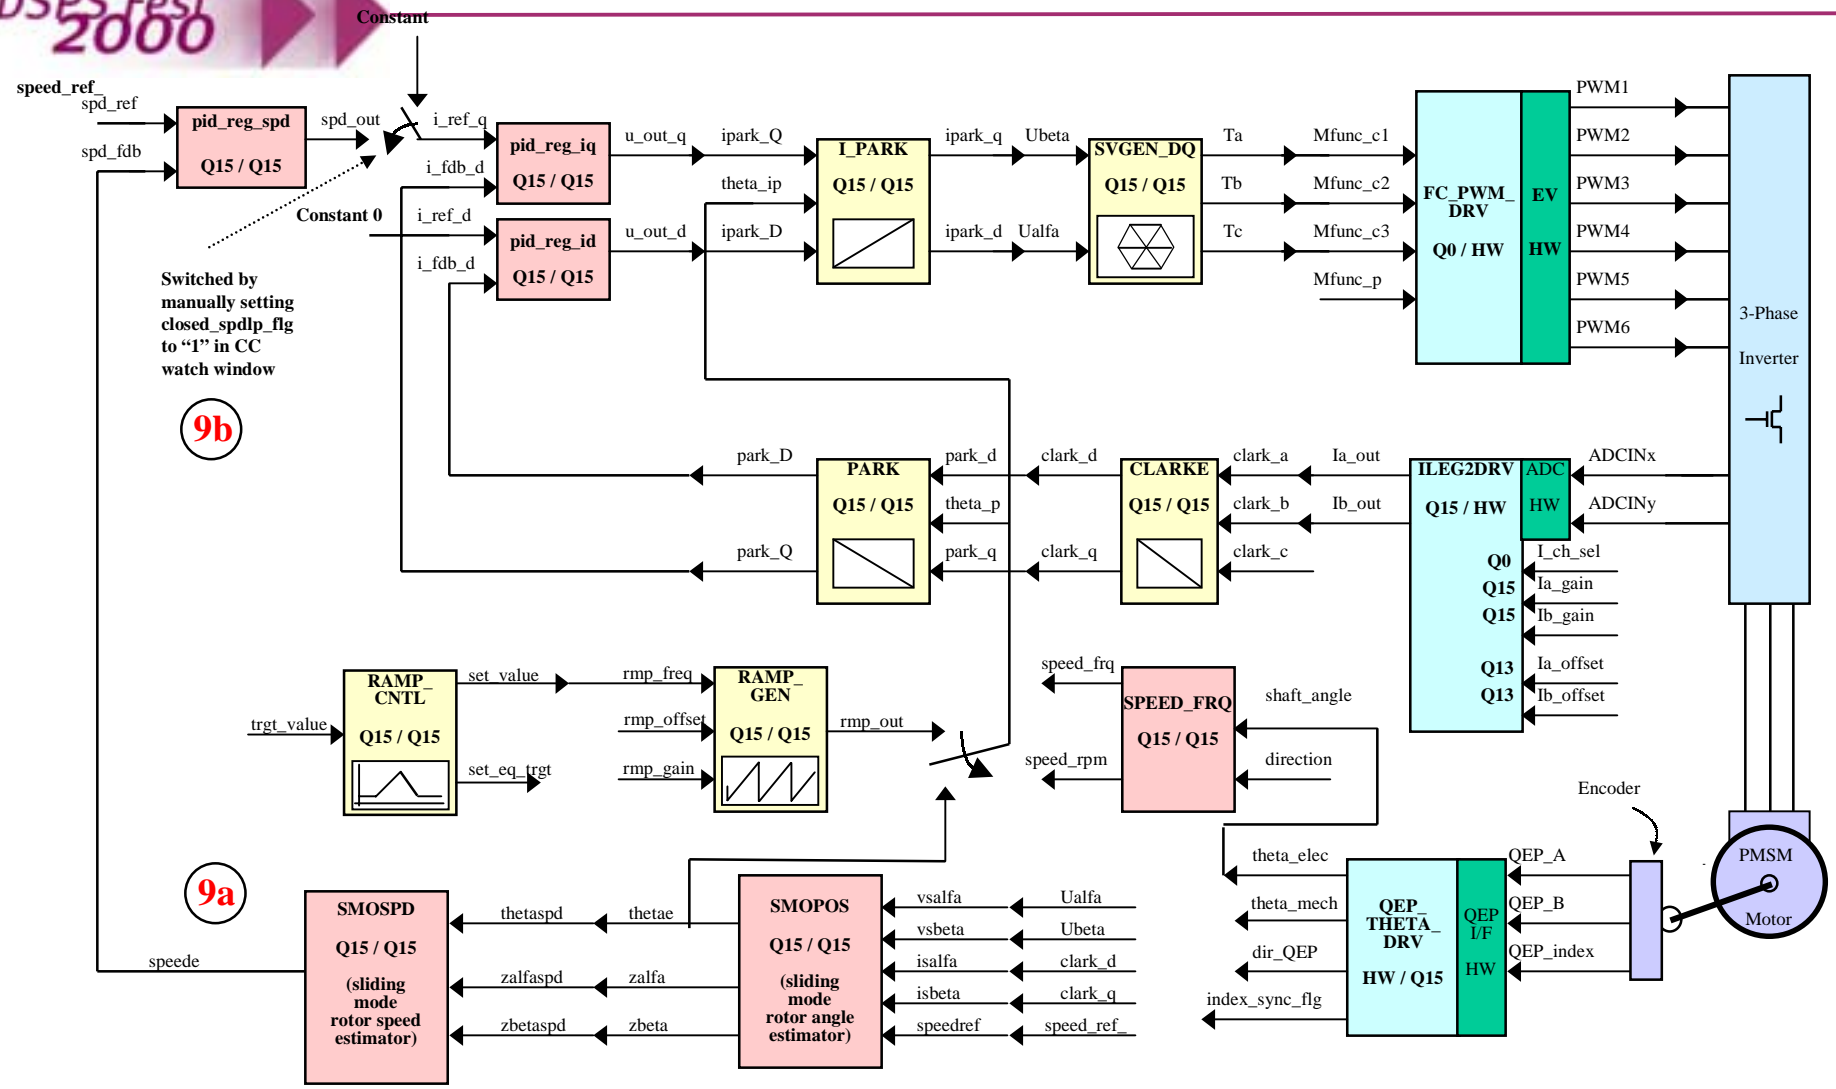 2000
Constant
speed_ref_
spd_ref
spd_fdb
pid_reg_spd
Q15 / Q15
spd_out
i_ref_q
i_fdb_d
Constant 0
i_ref_d
i_fdb_d
pid_reg_iq
Q15 / Q15
pid_reg_id
Q15 / Q15
u_out_q
u_out_d
ipark_Q
theta_ip
ipark_D
I_PARK
Q15 / Q15
ipark_q
ipark_d
Ubeta
Ualfa
SVGEN_DQ
Q15 / Q15
Ta
Tb
Tc
Mfunc_c1
Mfunc_c2
Mfunc_c3
Mfunc_p
FC_PWM_
DRV
Q0 / HW
EV
HW
PWM1
PWM2
PWM3
PWM4
PWM5
PWM6
3-Phase
Inverter
Switched by
manually setting
closed_spdlp_flg
to “1” in CC
watch window
9b
park_D
park_Q
PARK
Q15 / Q15
park_d
theta_p
park_q
clark_d
clark_q
CLARKE
Q15 / Q15
clark_a
clark_b
clark_c
Ia_out
Ib_out
ILEG2DRV
Q15 / HW
ADC
HW
ADCINx
ADCINy
Q0
Q15
Q15
Q13
Q13
I_ch_sel
Ia_gain
Ib_gain
Ia_offset
Ib_offset
trgt_value
RAMP_
CNTL
Q15 / Q15
set_value
set_eq_trgt
rmp_freq
rmp_offset
rmp_gain
RAMP_
GEN
Q15 / Q15
rmp_out
speed_frq
speed_rpm
SPEED_FRQ
Q15 / Q15
shaft_angle
direction
Encoder
9a
speede
SMOSPD
Q15 / Q15
(sliding
mode
rotor speed
estimator)
thetaspd
zalfaspd
zbetaspd
thetae
zalfa
zbeta
SMOPOS
Q15 / Q15
(sliding
mode
rotor angle
estimator)
vsalfa
vsbeta
isalfa
isbeta
speedref
Ualfa
Ubeta
clark_d
clark_q
speed_ref_
theta_elec
theta_mech
dir_QEP
index_sync_flg
QEP_
THETA_
DRV
HW / Q15
QEP
I/F
HW
QEP_A
QEP_B
QEP_index
PMSM
Motor